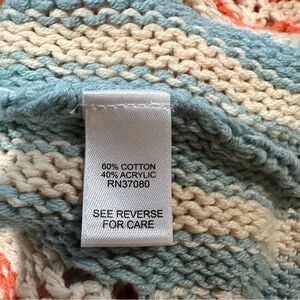 60% COTTON
40% ACRYLIC
RN37080
SEE REVERSE
FOR CARE